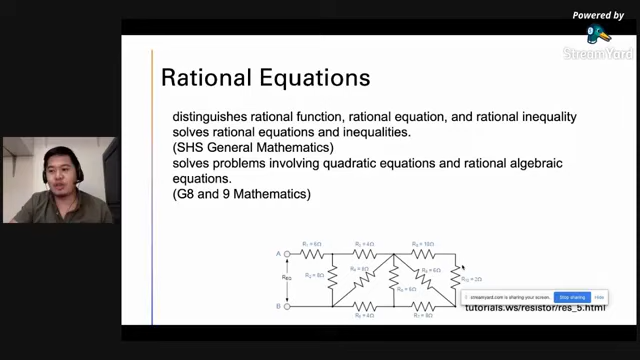 Powered by
StreamYard
Rational Equations
distinguishes rational function, rational equation, and rational inequality
solves rational equations and inequalities.
(SHS General Mathematics)
solves problems involving quadratic equations and rational algebraic
equations.
(G8 and 9 Mathematics)
A
B
streamyard.com is sharing your screen.
Stop sharing
Hide
tutorials.ws/resistor/res_5.html